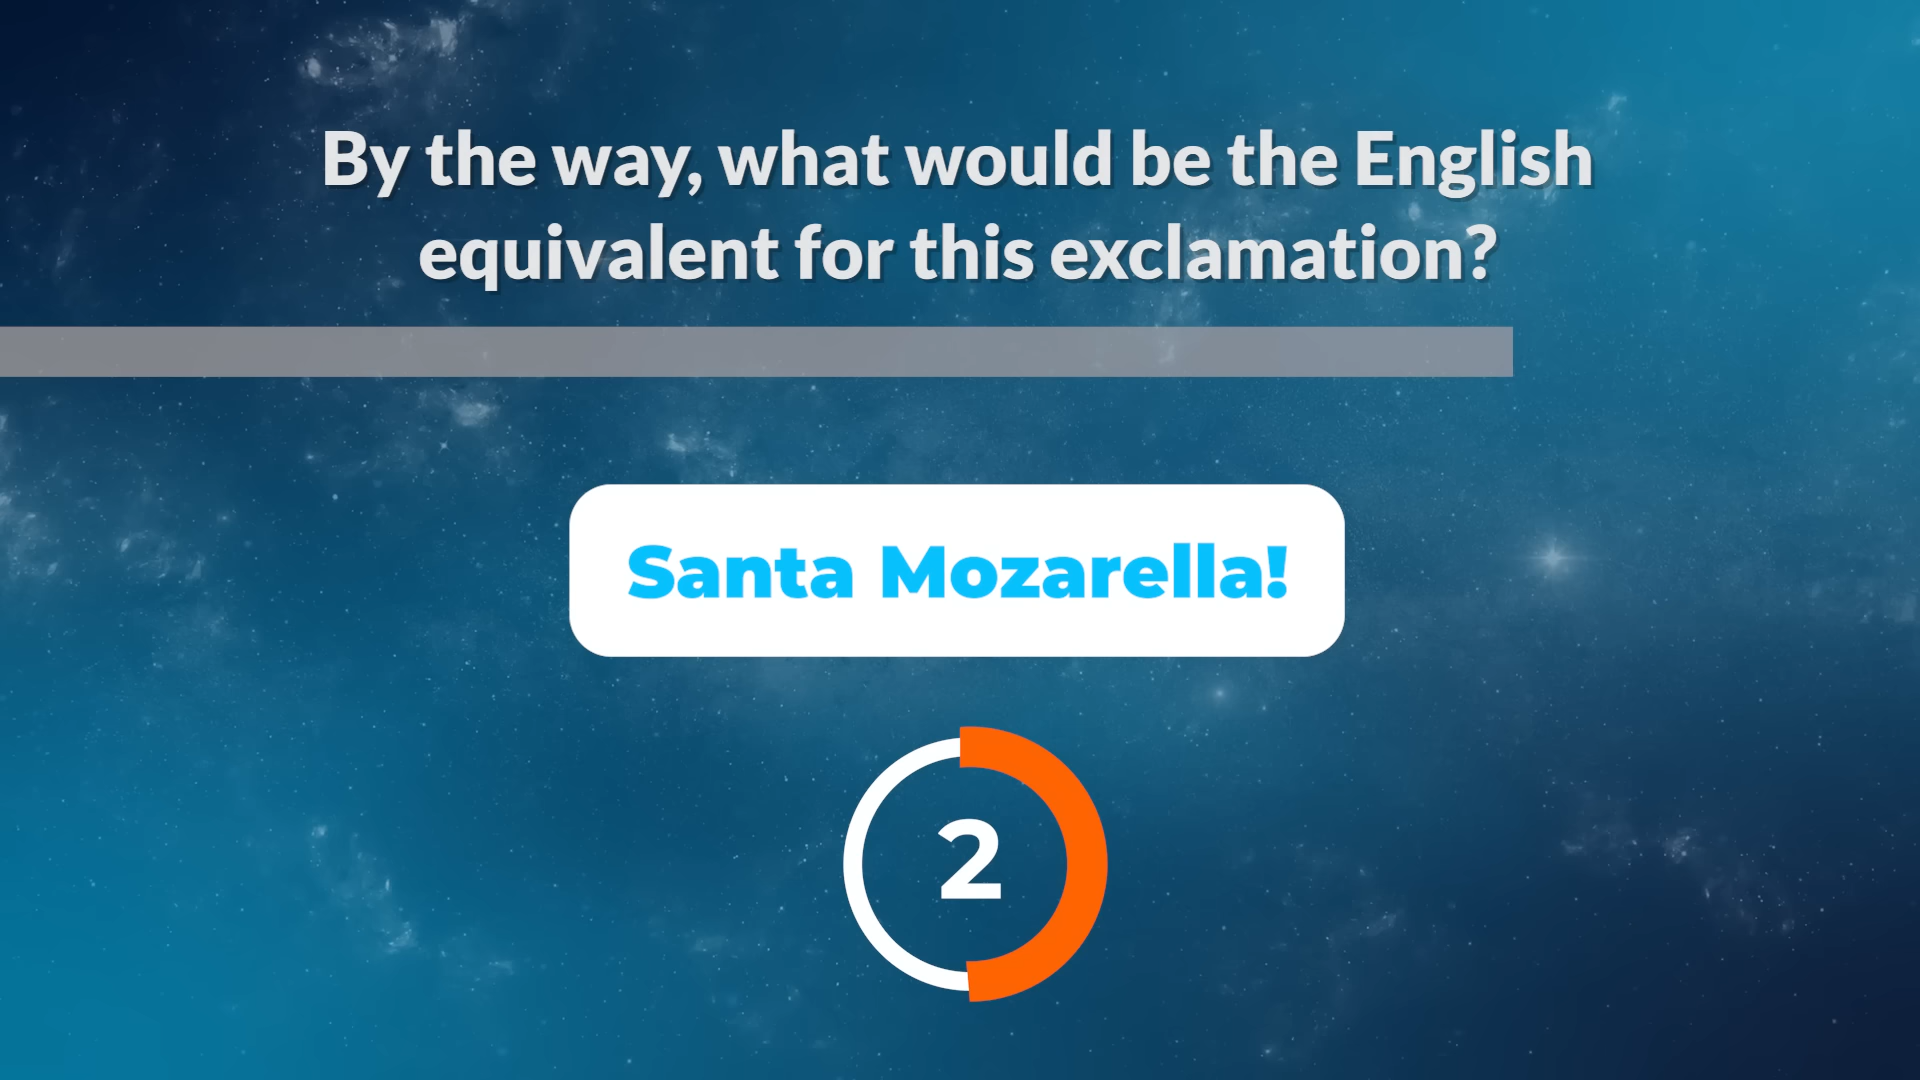 By the way, what would be the English
equivalent for this exclamation?
Santa Mozarella!
2